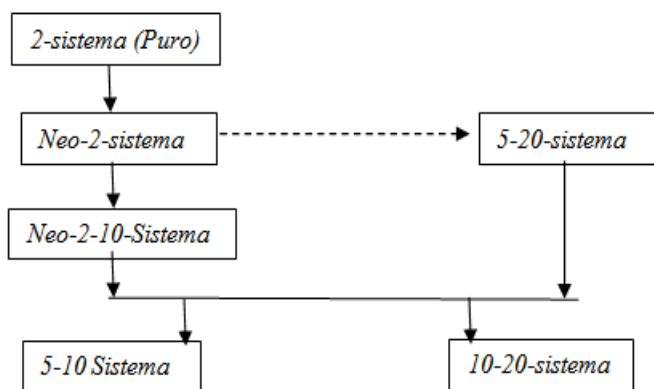 2-sistema (Puro)
Neo-2-sistema
5-20-sistema
Neo-2-10-Sistema
5-10 Sistema
10-20-sistema